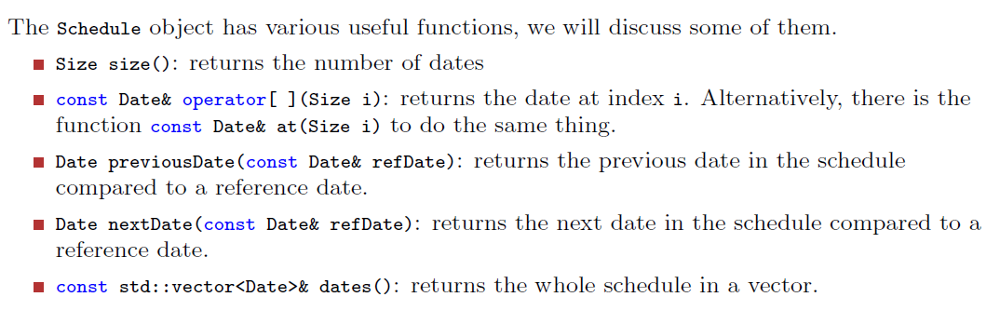 The Schedule object has various useful functions, we will discuss some of them.
■ Size size(): returns the number of dates
■ const Date& operator[ ](Size i): returns the date at index i. Alternatively, there is the
function const Date& at(Size i) to do the same thing.
■ Date previousDate(const Date& refDate): returns the previous date in the schedule
compared to a reference date.
■ Date nextDate(const Date& refDate): returns the next date in the schedule compared to a
reference date.
■ const std::vector<Date>& dates(): returns the whole schedule in a vector.